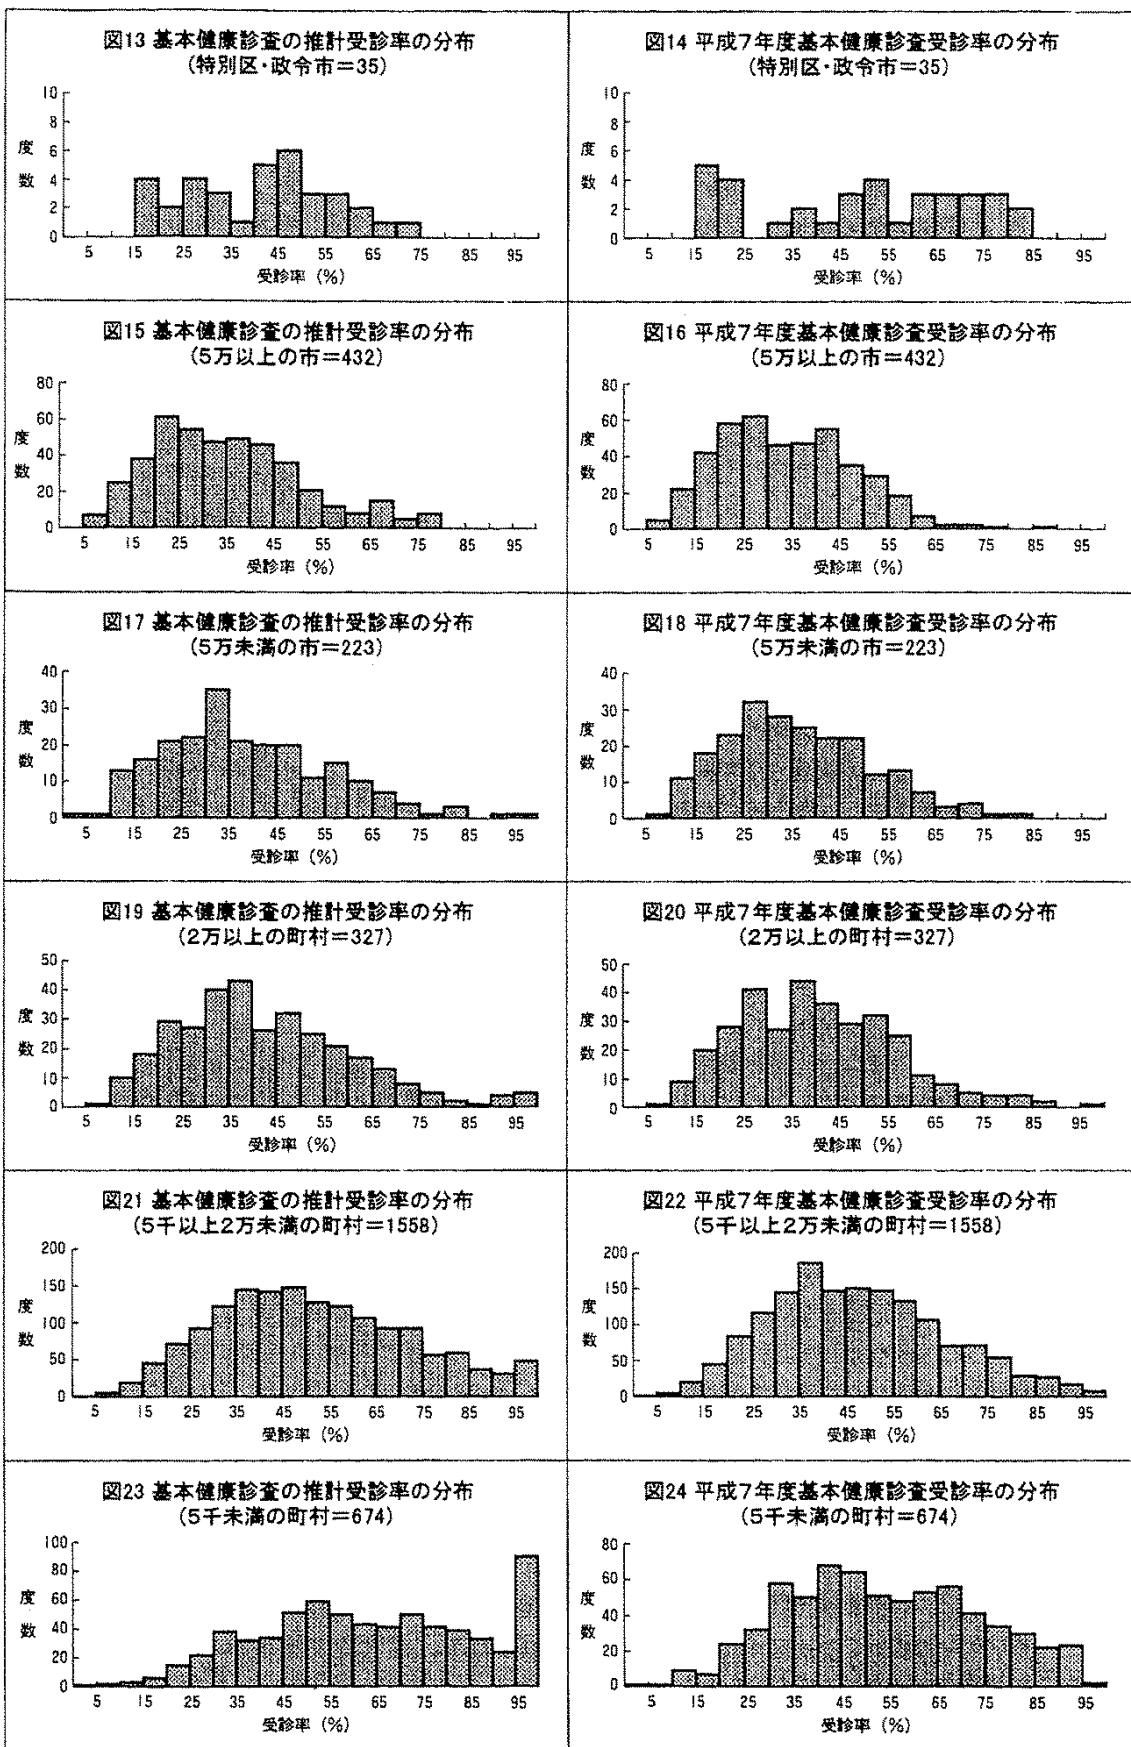 図13 基本健康診査の推計受診率の分布
(特別区・政令市＝35)
10
8
6
4
2
0
度
数
5 15 25 35 45 55 65 75 85 95
受診率 (%)
図14 平成7年度基本健康診査受診率の分布
(特別区・政令市＝35)
10
8
6
4
2
0
度
数
5 15 25 35 45 55 65 75 85 95
受診率 (%)
図15 基本健康診査の推計受診率の分布
(5万以上の市＝432)
80
60
40
20
0
度
数
5 15 25 35 45 55 65 75 85 95
受診率 (%)
図16 平成7年度基本健康診査受診率の分布
(5万以上の市＝432)
80
60
40
20
0
度
数
5 15 25 35 45 55 65 75 85 95
受診率 (%)
図17 基本健康診査の推計受診率の分布
(5万未満の市＝223)
40
30
20
10
0
度
数
5 15 25 35 45 55 65 75 85 95
受診率 (%)
図18 平成7年度基本健康診査受診率の分布
(5万未満の市＝223)
40
30
20
10
0
度
数
5 15 25 35 45 55 65 75 85 95
受診率 (%)
図19 基本健康診査の推計受診率の分布
(2万以上の町村＝327)
50
40
30
20
10
0
度
数
5 15 25 35 45 55 65 75 85 95
受診率 (%)
図20 平成7年度基本健康診査受診率の分布
(2万以上の町村＝327)
50
40
30
20
10
0
度
数
5 15 25 35 45 55 65 75 85 95
受診率 (%)
図21 基本健康診査の推計受診率の分布
(5千以上2万未満の町村＝1558)
200
150
100
50
0
度
数
5 15 25 35 45 55 65 75 85 95
受診率 (%)
図22 平成7年度基本健康診査受診率の分布
(5千以上2万未満の町村＝1558)
200
150
100
50
0
度
数
5 15 25 35 45 55 65 75 85 95
受診率 (%)
図23 基本健康診査の推計受診率の分布
(5千未満の町村＝674)
100
80
60
40
20
0
度
数
5 15 25 35 45 55 65 75 85 95
受診率 (%)
図24 平成7年度基本健康診査受診率の分布
(5千未満の町村＝674)
80
60
40
20
0
度
数
5 15 25 35 45 55 65 75 85 95
受診率 (%)